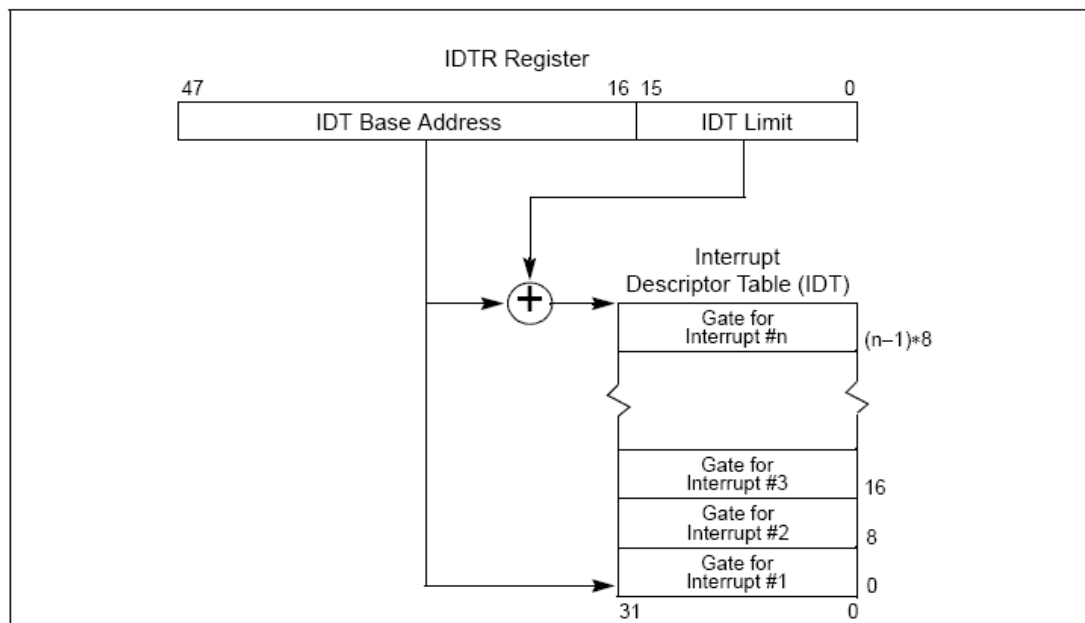 IDTR Register
47 16 15 0
IDT Base Address IDT Limit
+
Interrupt
Descriptor Table (IDT)
Gate for
Interrupt #n
(n–1)∗8
Gate for
Interrupt #3
16
Gate for
Interrupt #2
8
Gate for
Interrupt #1
0
31 0